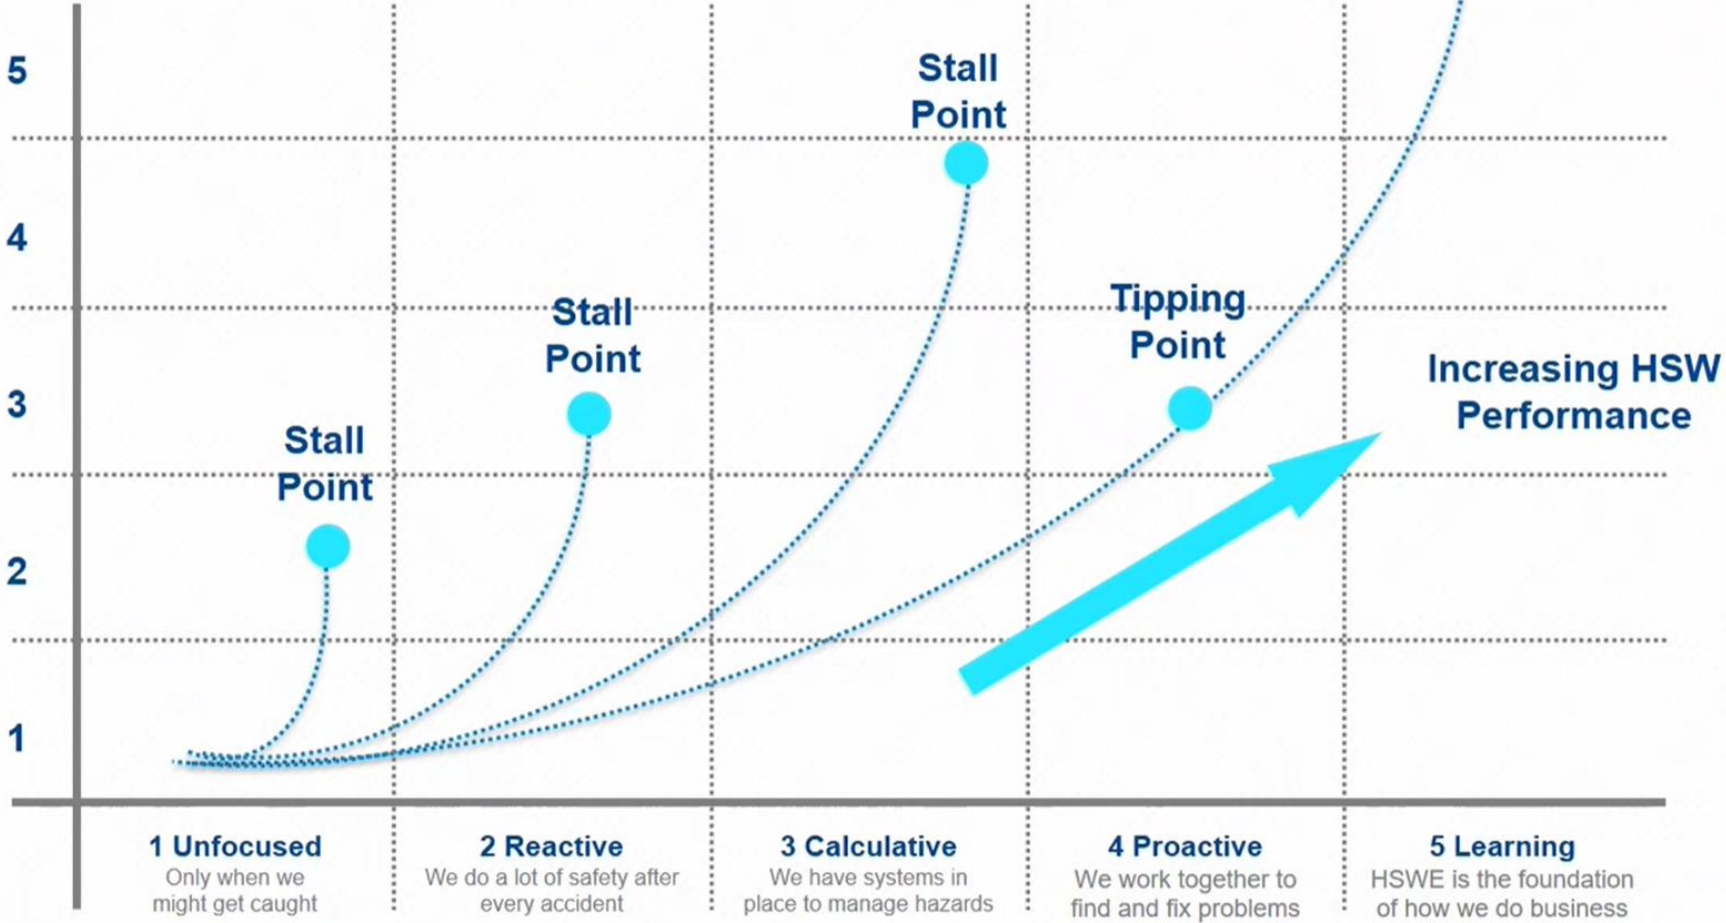 5
Stall
Point
4
Stall
Point
Tipping
Point
Increasing HSW
Performance
3
Stall
Point
2
1
1 Unfocused
Only when we
might get caught
2 Reactive
We do a lot of safety after
every accident
3 Calculative
We have systems in
place to manage hazards
4 Proactive
We work together to
find and fix problems
5 Learning
HSWE is the foundation
of how we do business